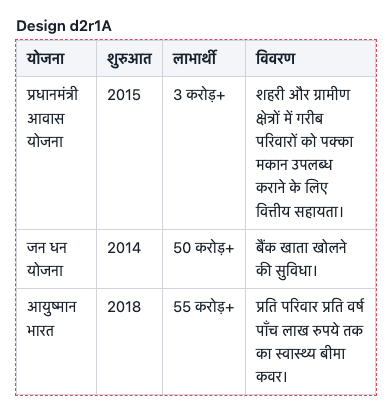 Design d2r1A
योजना शुरुआत लाभार्थी विवरण
प्रधानमंत्री 2015 3 करोड़+ शहरी और ग्रामीण
आवास क्षेत्रों में गरीब
योजना परिवारों को पक्का
मकान उपलब्ध
कराने के लिए
वित्तीय सहायता।
जन धन 2014 50 करोड़+ बैंक खाता खोलने
योजना की सुविधा।
आयुष्मान 2018 55 करोड़+ प्रति परिवार प्रति वर्ष
भारत पाँच लाख रुपये तक
का स्वास्थ्य बीमा
कवर।